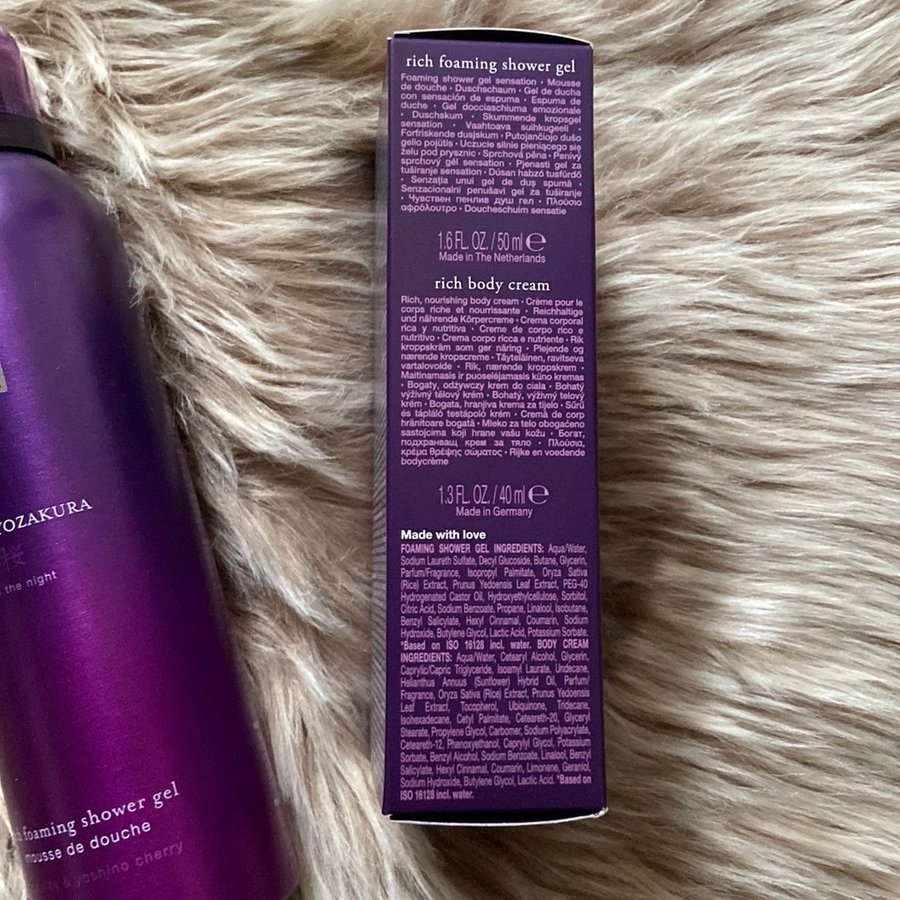 YOZAKURA
the night
foaming shower gel
mousse de douche
& yoshino cherry
rich foaming shower gel
Foaming shower gel sensation • Mousse
de douche • Duschschaum • Gel de ducha
con sensación de espuma • Espuma de
duche • Gel docciaschiuma emozionale
• Duschskum • Skummende kropsgel
sensation • Vaahtoava suihkugeeli •
Forfriskende dusjskum • Putojančiojo dušo
gelio pojūtis • Uczucie silnie pieniącego się
żelu pod prysznic • Sprchová pěna • Penivý
sprchový gél sensation • Pjenasti gel za
tuširanje sensation • Dúsan habzó tusfürdő
• Senzația unui gel de duș spumă •
Senzacionalni penušavi gel za tuširanje
• Чувствен пенлив душ гел • Πλούσιο
αφρόλουτρο • Doucheschuim sensatie
1.6 FL. OZ. / 50 ml ℮
Made in The Netherlands
rich body cream
Rich, nourishing body cream • Crème pour le
corps riche et nourrissante • Reichhaltige
und nährende Körpercreme • Crema corporal
rica y nutritiva • Creme de corpo rico e
nutritivo • Crema corpo ricca e nutriente • Rik
kroppskräm som ger näring • Plejende og
nærende kropscreme • Täyteläinen, ravitseva
vartalovoide • Rik, nærende kroppskrem •
Maitinamasis ir puoselėjamasis kūno kremas
• Bogaty, odżywczy krem do ciała • Bohatý
výživný tělový krém • Bohatý, výživný telový
krém • Bogata, hranjiva krema za tijelo • Sűrű
és tápláló testápoló krém • Cremă de corp
hrănitoare bogată • Mleko za telo obogaćeno
sastojcima koji hrane vašu kožu • Богат,
подхранващ крем за тяло • Πλούσια,
κρέμα θρέψης σώματος • Rijke en voedende
bodycrème
1.3 FL. OZ. / 40 ml ℮
Made in Germany
Made with love
FOAMING SHOWER GEL INGREDIENTS: Aqua/Water,
Sodium Laureth Sulfate, Decyl Glucoside, Butane, Glycerin,
Parfum/Fragrance, Isopropyl Palmitate, Oryza Sativa
(Rice) Extract, Prunus Yedoensis Leaf Extract, PEG-40
Hydrogenated Castor Oil, Hydroxyethylcellulose, Sorbitol,
Citric Acid, Sodium Benzoate, Propane, Linalool, Isobutane,
Benzyl Salicylate, Hexyl Cinnamal, Coumarin, Sodium
Hydroxide, Butylene Glycol, Lactic Acid, Potassium Sorbate.
*Based on ISO 16128 incl. water. BODY CREAM
INGREDIENTS: Aqua/Water, Cetearyl Alcohol, Glycerin,
Caprylic/Capric Triglyceride, Isoamyl Laurate, Undecane,
Helianthus Annuus (Sunflower) Hybrid Oil, Parfum/
Fragrance, Oryza Sativa (Rice) Extract, Prunus Yedoensis
Leaf Extract, Tocopherol, Ubiquinone, Tridecane,
Isohexadecane, Cetyl Palmitate, Ceteareth-20, Glyceryl
Stearate, Propylene Glycol, Carbomer, Sodium Polyacrylate,
Ceteareth-12, Phenoxyethanol, Caprylyl Glycol, Potassium
Sorbate, Benzyl Alcohol, Sodium Benzoate, Linalool, Benzyl
Salicylate, Hexyl Cinnamal, Coumarin, Limonene, Geraniol,
Sodium Hydroxide, Butylene Glycol, Lactic Acid. *Based on
ISO 16128 incl. water.